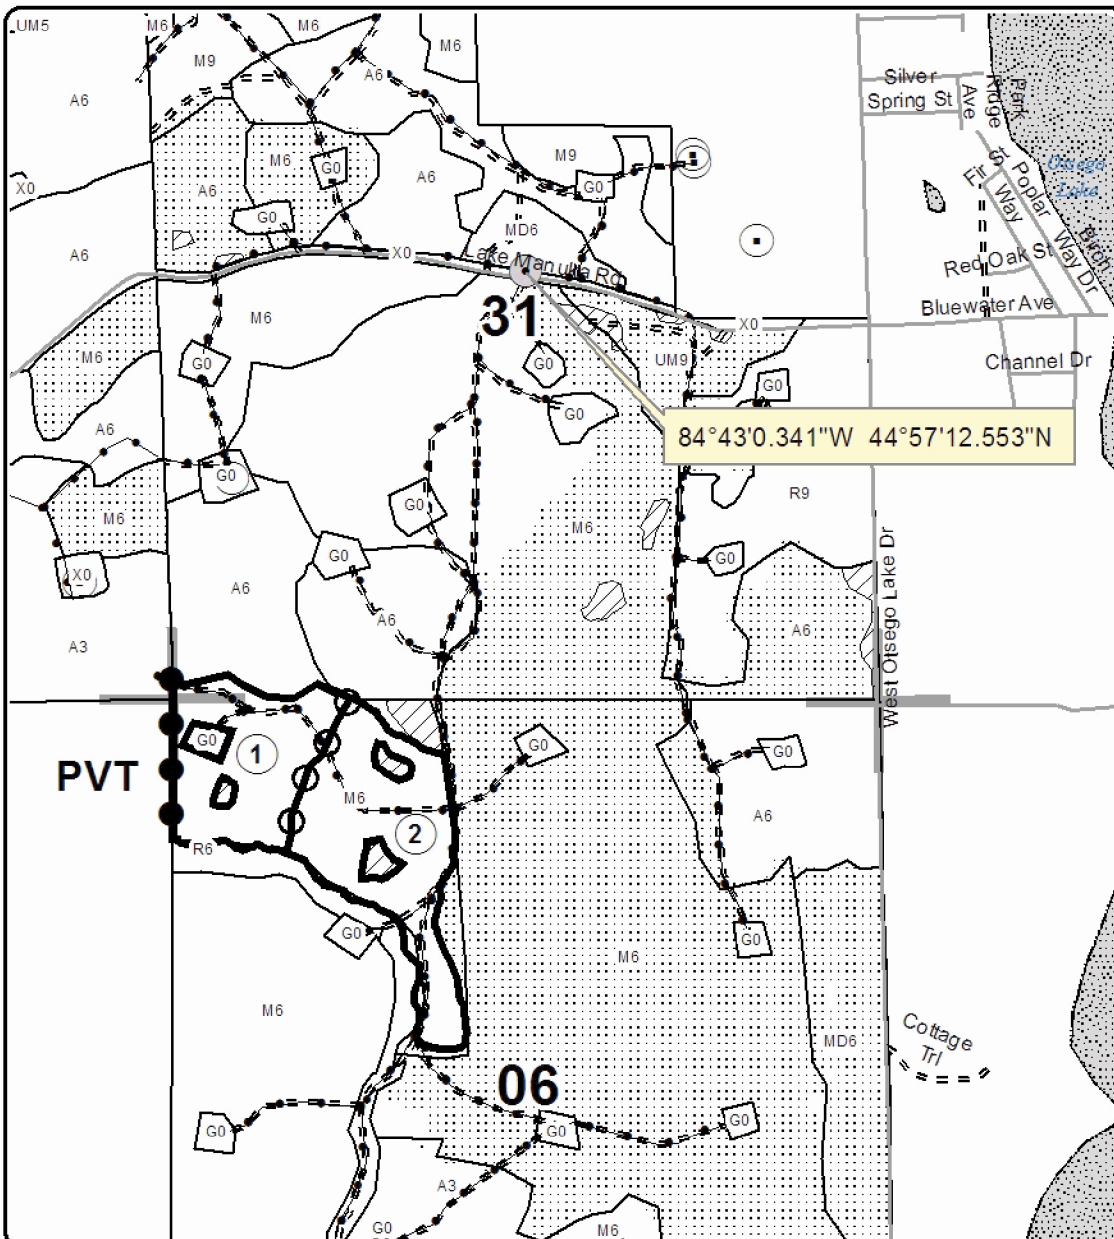 UM5
M6
M6
M9
M6
A6
A6
Silver
Spring St
Ave
Ridge
Park
M6
G0
A6
A6
M9
G0
Fir St
Way
Poplar
Way Dr
Birch
Otsego
Lake
X0
G0
MD6
A6
X0
Lake Manuka Rd
Red Oak St
Bluewater Ave
M6
31
X0
M6
G0
G0
UM9
Channel Dr
G0
G0
84°43'0.341"W 44°57'12.553"N
A6
G0
R9
M6
G0
M6
G0
G0
X0
A6
A6
A6
A3
West Otsego Lake Dr
G0
1
G0
G0
PVT
M6
2
A6
R6
G0
G0
M6
M6
MD6
Cottage
Trl
06
G0
G0
G0
A3
G0
M6